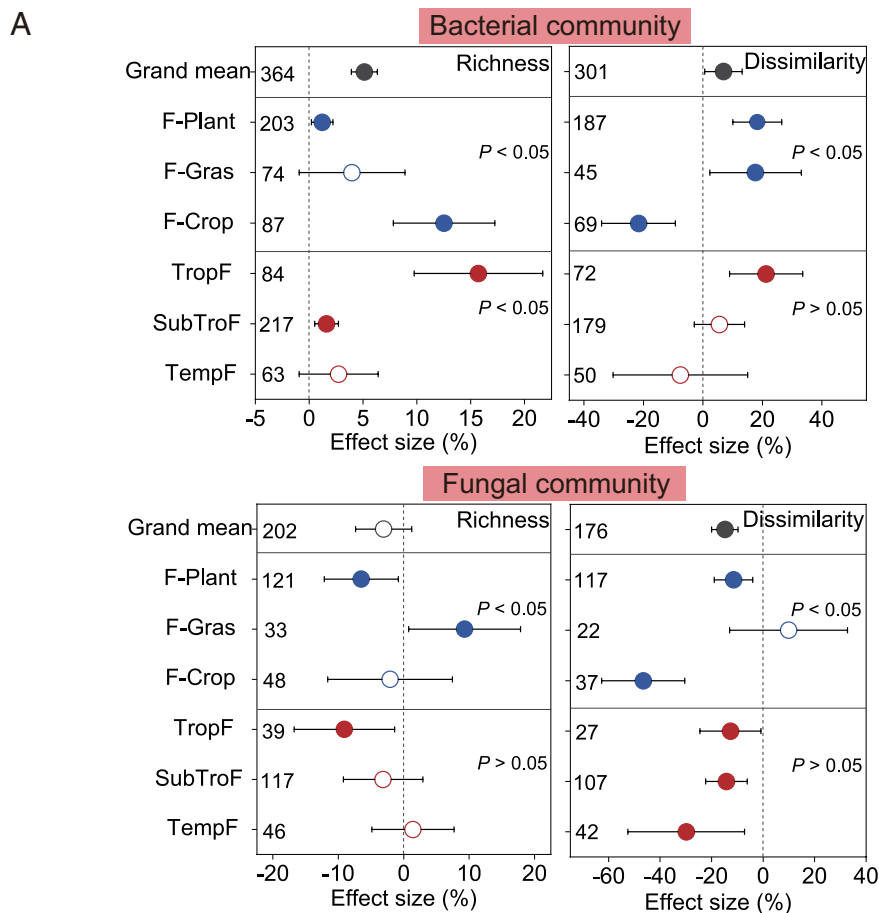 A
Bacterial community
Grand mean 364 Richness
F-Plant 203
P < 0.05
F-Gras 74
F-Crop 87
TropF 84
P < 0.05
SubTroF 217
TempF 63
-5 0 5 10 15 20
Effect size (%)
301 Dissimilarity
187
P < 0.05
45
69
72
P > 0.05
179
50
-40 -20 0 20 40
Effect size (%)
Fungal community
Grand mean 202 Richness
F-Plant 121
P < 0.05
F-Gras 33
F-Crop 48
TropF 39
P > 0.05
SubTroF 117
TempF 46
-20 -10 0 10 20
Effect size (%)
176 Dissimilarity
117
P < 0.05
22
37
27
P > 0.05
107
42
-60 -40 -20 0 20 40
Effect size (%)